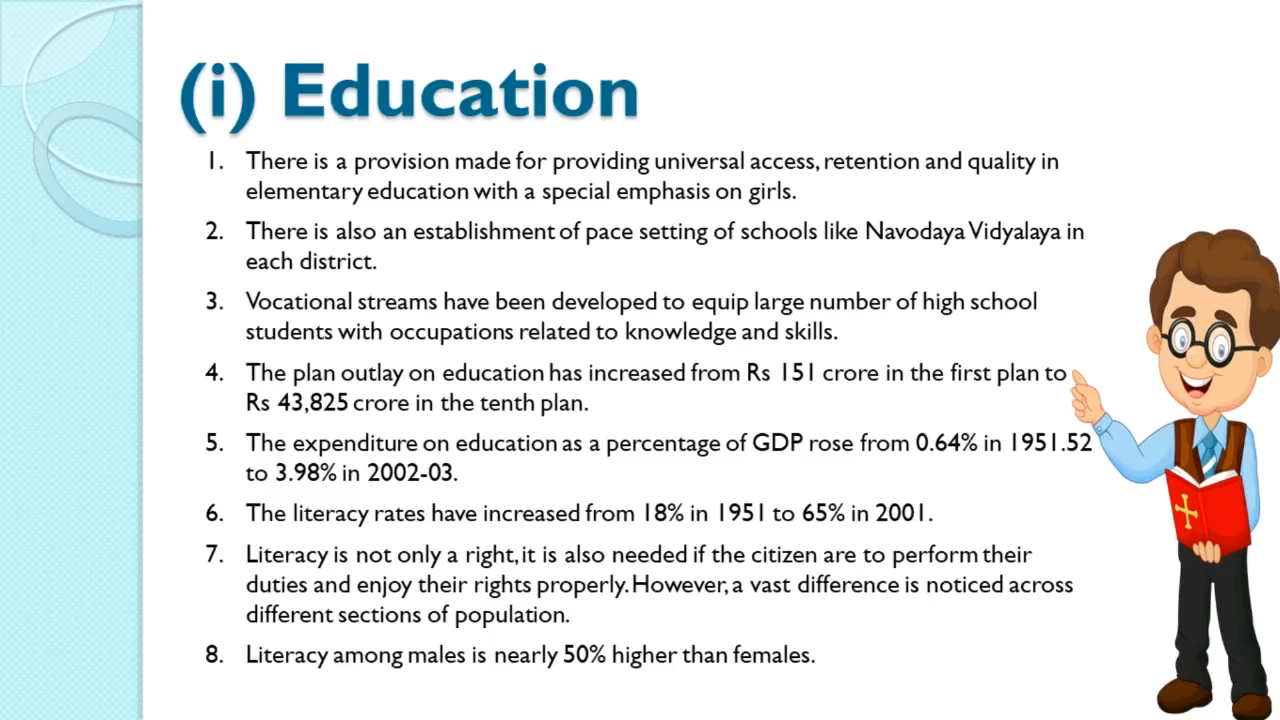 (i) Education
1. There is a provision made for providing universal access, retention and quality in
elementary education with a special emphasis on girls.
2. There is also an establishment of pace setting of schools like Navodaya Vidyalaya in
each district.
3. Vocational streams have been developed to equip large number of high school
students with occupations related to knowledge and skills.
4. The plan outlay on education has increased from Rs 151 crore in the first plan to
Rs 43,825 crore in the tenth plan.
5. The expenditure on education as a percentage of GDP rose from 0.64% in 1951.52
to 3.98% in 2002-03.
6. The literacy rates have increased from 18% in 1951 to 65% in 2001.
7. Literacy is not only a right, it is also needed if the citizen are to perform their
duties and enjoy their rights properly. However, a vast difference is noticed across
different sections of population.
8. Literacy among males is nearly 50% higher than females.